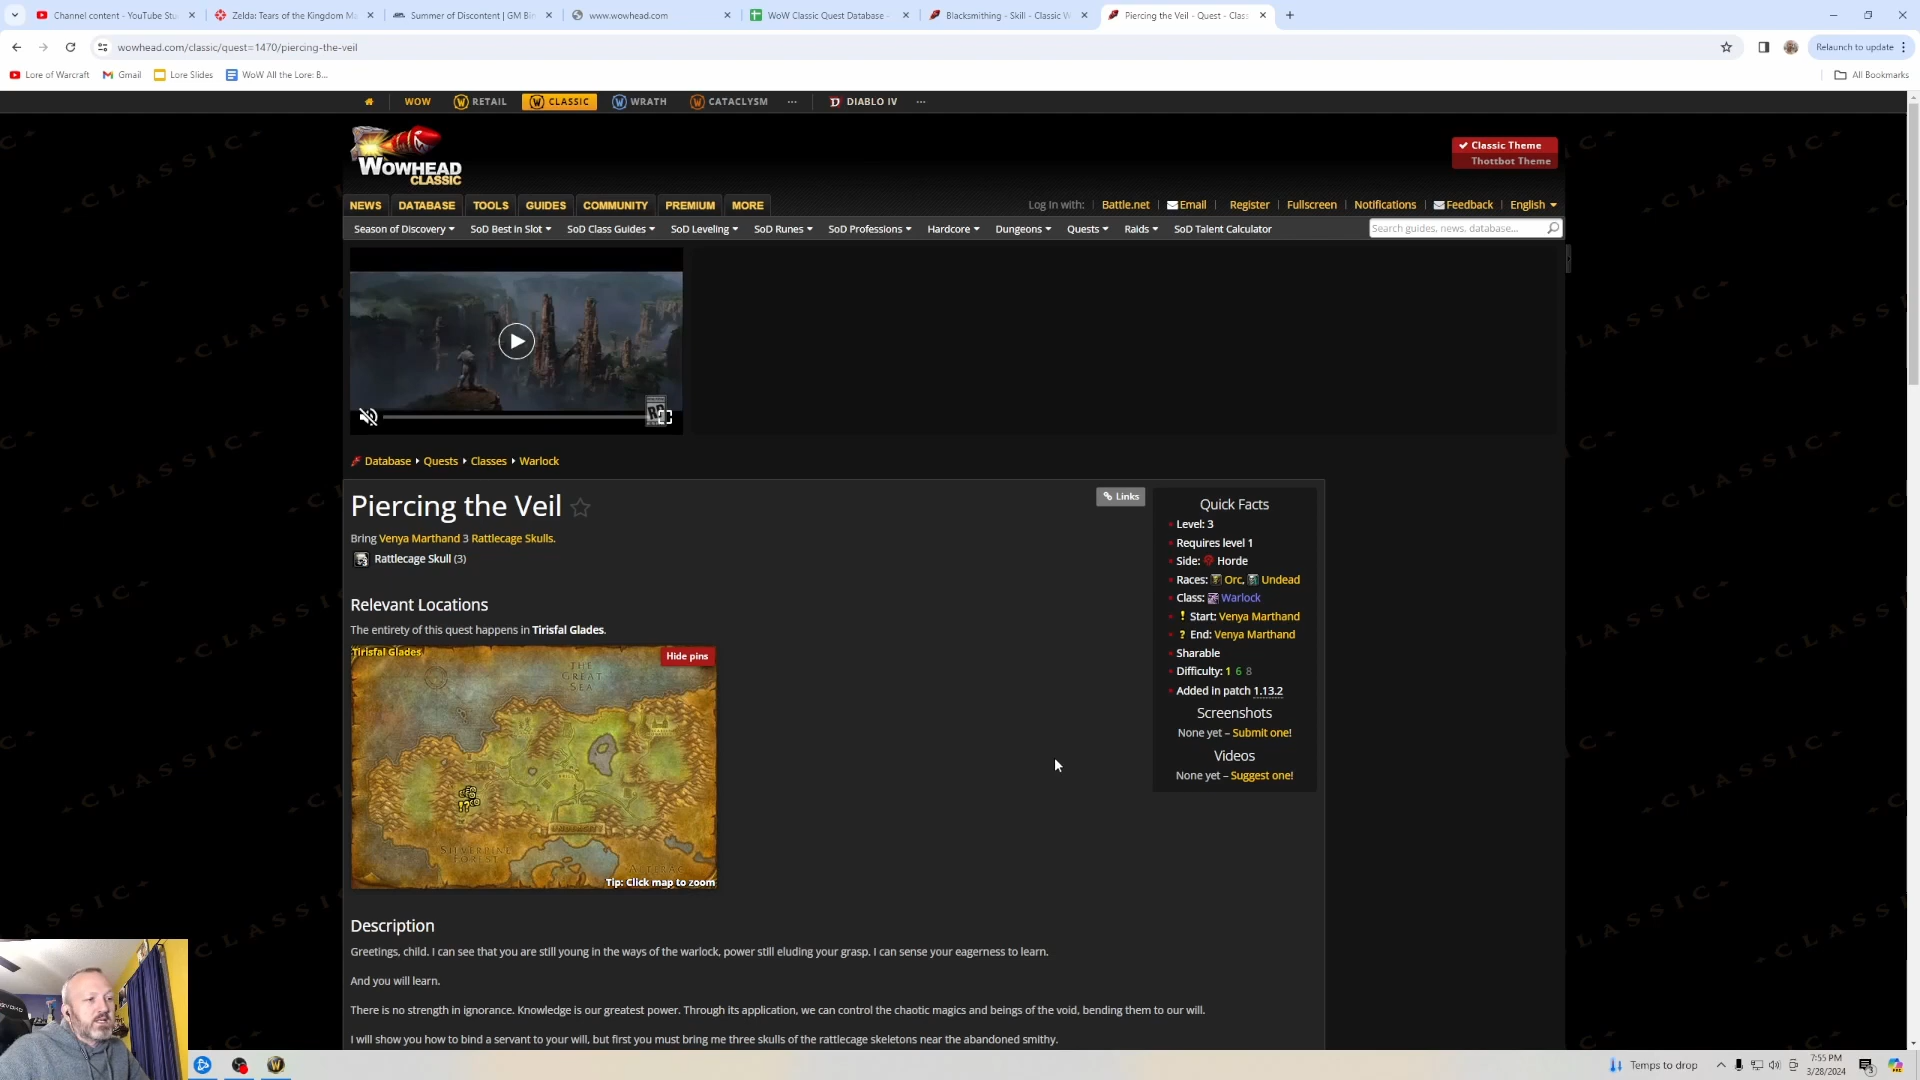 Channel content - YouTube Stu
Zelda: Tears of the Kingdom Ma
Summer of Discontent | GM Bin
www.wowhead.com
WoW Classic Quest Database -
Blacksmithing - Skill - Classic W
Piercing the Veil - Quest - Class
wowhead.com/classic/quest=1470/piercing-the-veil
Relaunch to update
Lore of Warcraft
Gmail
Lore Slides
WoW All the Lore: B...
All Bookmarks
WOW
RETAIL
CLASSIC
WRATH
CATACLYSM
DIABLO IV
WOWHEAD
CLASSIC
Classic Theme
Thottbot Theme
NEWS
DATABASE
TOOLS
GUIDES
COMMUNITY
PREMIUM
MORE
Log In with: Battle.net | Email
Register | Fullscreen | Notifications | Feedback | English
Season of Discovery
SoD Best in Slot
SoD Class Guides
SoD Leveling
SoD Runes
SoD Professions
Hardcore
Dungeons
Quests
Raids
SoD Talent Calculator
Search guides, news, database...
RP
Database
Quests
Classes
Warlock
Piercing the Veil
Links
Bring Venya Marthand 3 Rattlecage Skulls.
3
Rattlecage Skull (3)
Relevant Locations
The entirety of this quest happens in Tirisfal Glades.
Tirisfal Glades
Hide pins
THE
GREAT
SEA
UNDERCITY
SILVERPINE
FOREST
Tip: Click map to zoom
Quick Facts
Level: 3
Requires level 1
Side: Horde
Races: Orc, Undead
Class: Warlock
! Start: Venya Marthand
? End: Venya Marthand
Sharable
Difficulty: 1 6 8
Added in patch 1.13.2
Screenshots
None yet – Submit one!
Videos
None yet – Suggest one!
Description
Greetings, child. I can see that you are still young in the ways of the warlock, power still eluding your grasp. I can sense your eagerness to learn.
And you will learn.
There is no strength in ignorance. Knowledge is our greatest power. Through its application, we can control the chaotic magics and beings of the void, bending them to our will.
I will show you how to bind a servant to your will, but first you must bring me three skulls of the rattlecage skeletons near the abandoned smithy.
Temps to drop
7:55 PM
3/28/2024
3